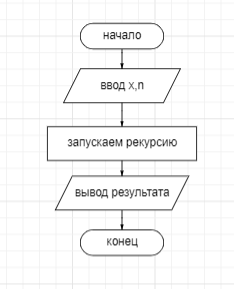 начало
ввод x,n
запускаем рекурсию
вывод результата
конец